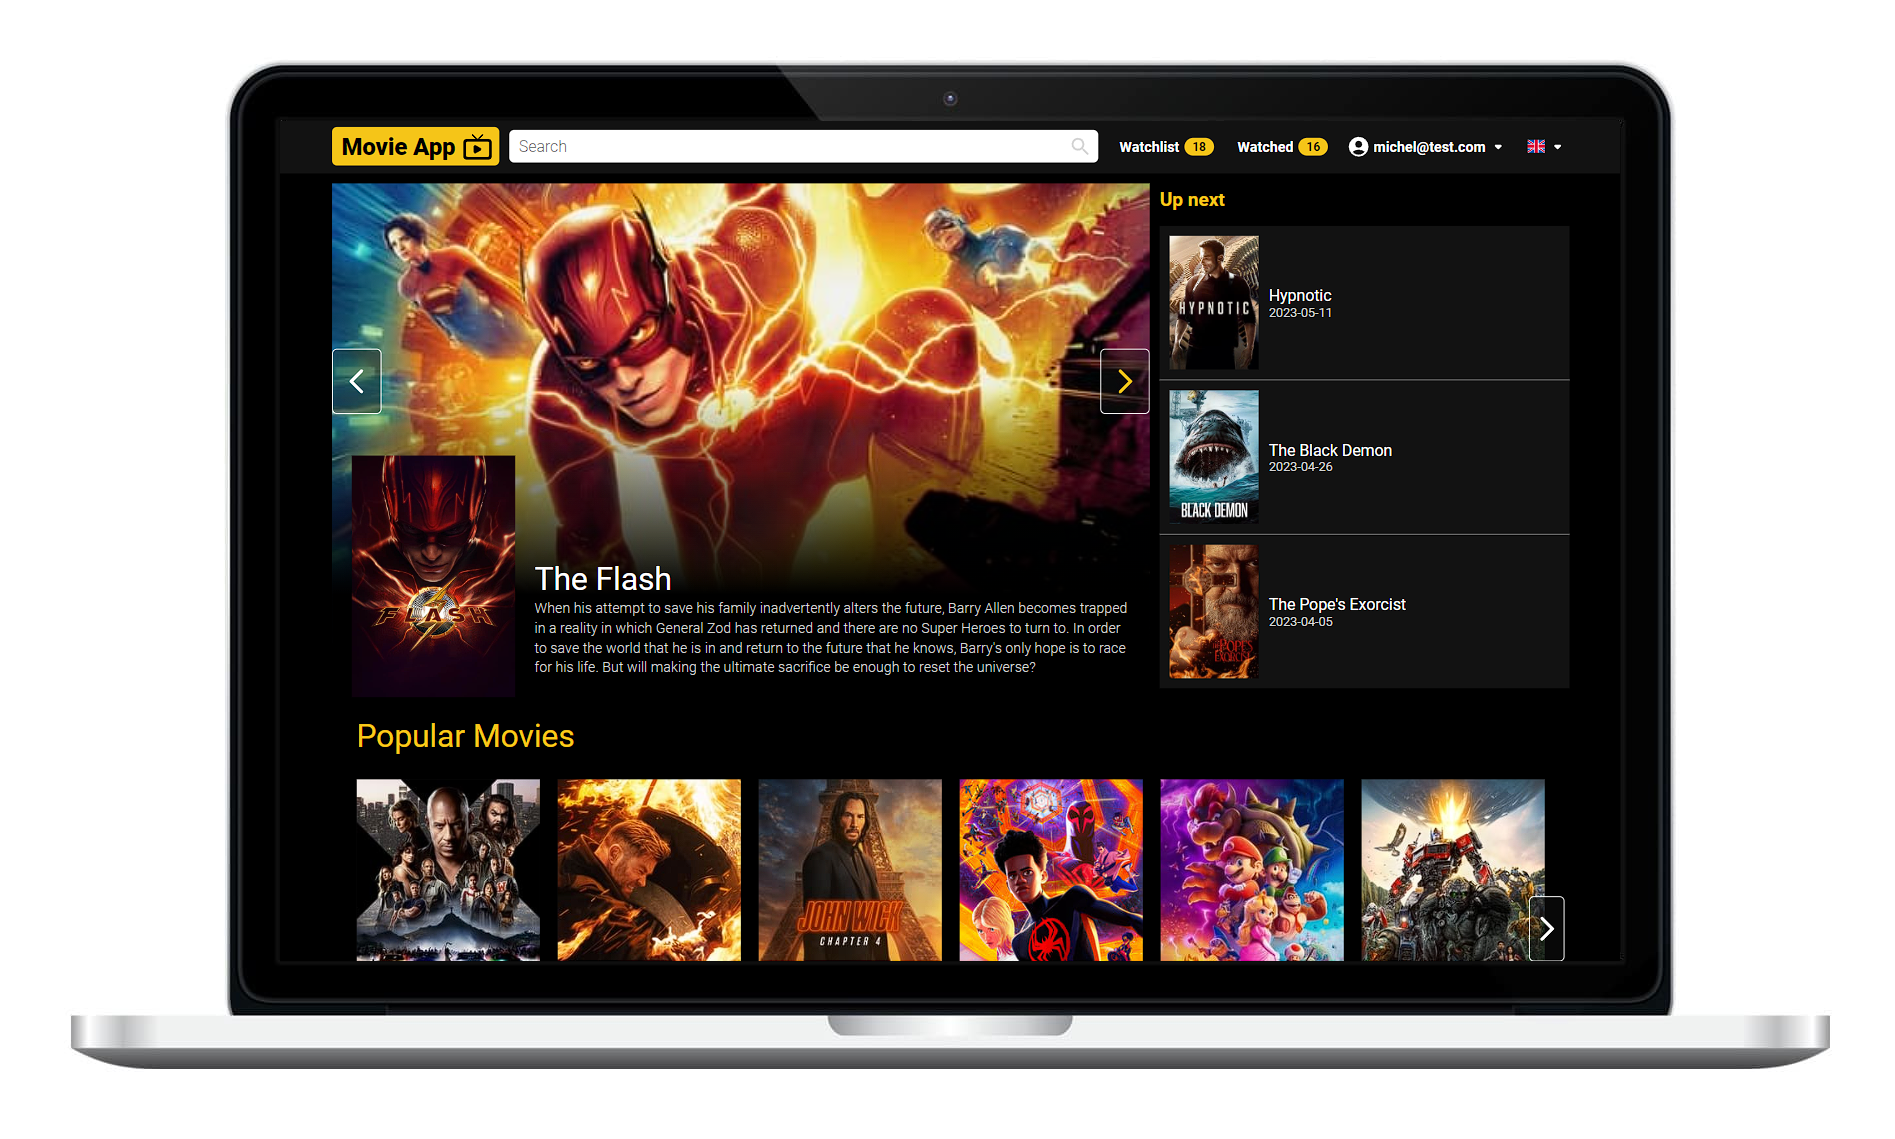 Movie App
Search
Watchlist 18
Watched 16
michel@test.com
Up next
HYPNOTIC
Hypnotic
2023-05-11
BLACK DEMON
The Black Demon
2023-04-26
THE POPE'S
EXORCIST
The Pope's Exorcist
2023-04-05
FLASH
The Flash
When his attempt to save his family inadvertently alters the future, Barry Allen becomes trapped
in a reality in which General Zod has returned and there are no Super Heroes to turn to. In order
to save the world that he is in and return to the future that he knows, Barry's only hope is to race
for his life. But will making the ultimate sacrifice be enough to reset the universe?
Popular Movies
JOHN WICK
CHAPTER 4